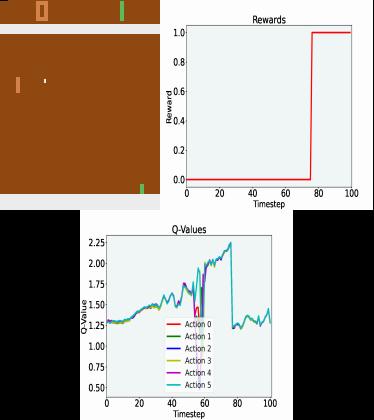 0 1
Rewards
1.0
0.8
0.6
0.4
0.2
0.0
Reward
0 20 40 60 80 100
Timestep
Q-Values
2.25
2.00
1.75
1.50
1.25
1.00
0.75
0.50
Q-Value
Action 0
Action 1
Action 2
Action 3
Action 4
Action 5
0 20 40 60 80 100
Timestep